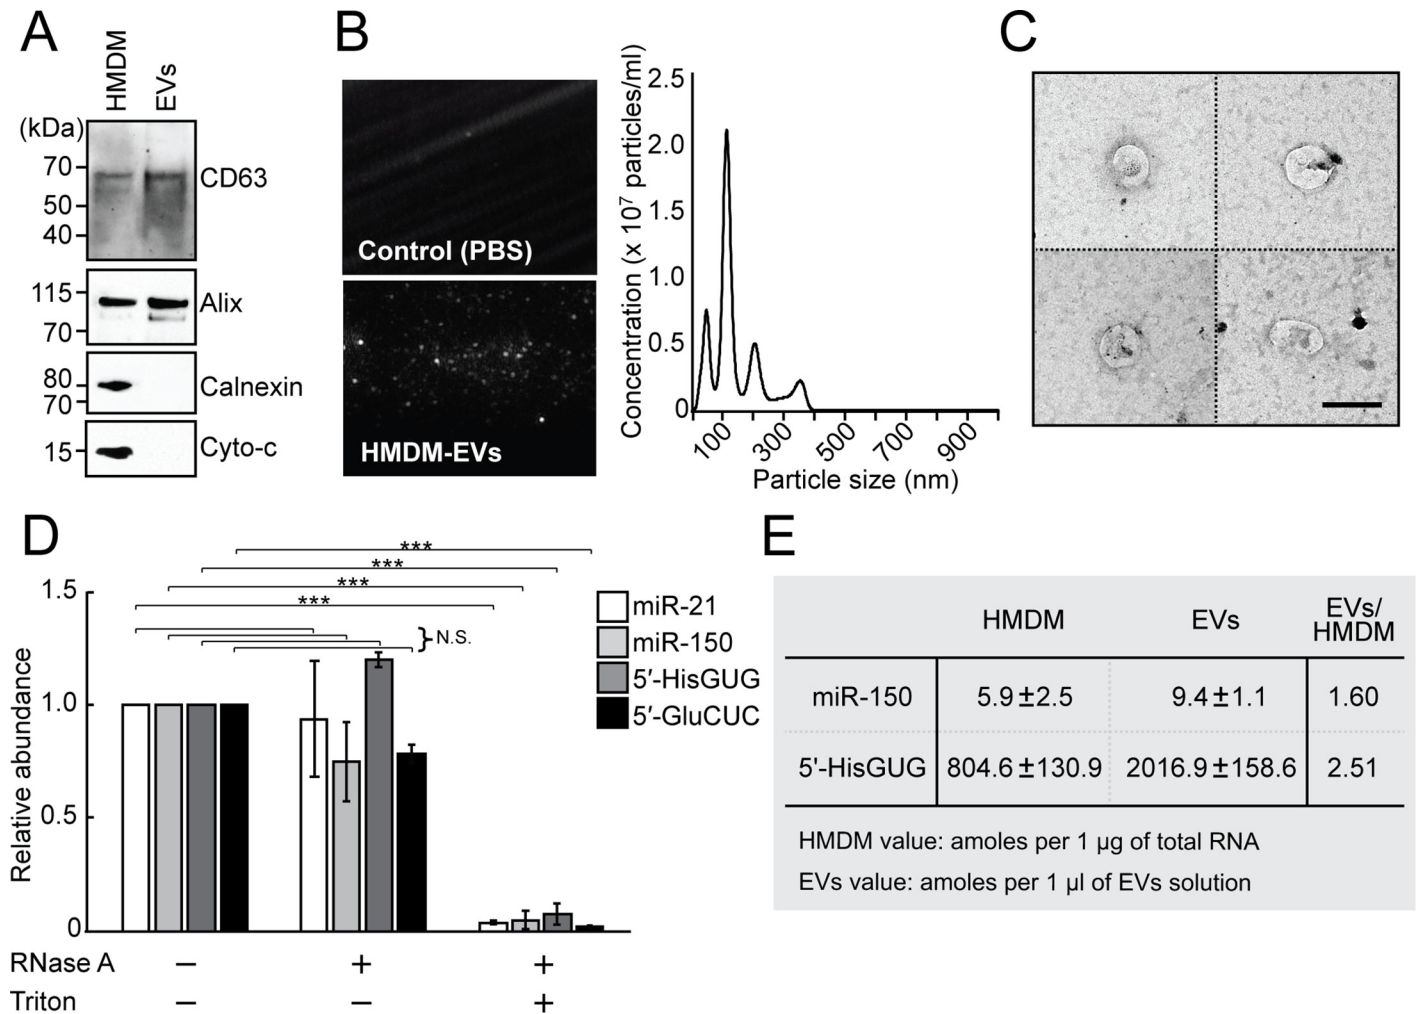 A
HMDM
EVs
(kDa)
70
50
40
CD63
115
70
Alix
80
70
Calnexin
15
Cyto-c
B
Control (PBS)
HMDM-EVs
Concentration (x 10⁷ particles/ml)
2.5
2.0
1.5
1.0
0.5
0
100
300
500
700
900
Particle size (nm)
C
D
***
***
***
***
N.S.
Relative abundance
1.5
1.0
0.5
0
miR-21
miR-150
5′-HisGUG
5′-GluCUC
RNase A − + +
Triton − − +
E
HMDM EVs EVs/
HMDM
miR-150 5.9±2.5 9.4±1.1 1.60
5'-HisGUG 804.6±130.9 2016.9±158.6 2.51
HMDM value: amoles per 1 µg of total RNA
EVs value: amoles per 1 µl of EVs solution